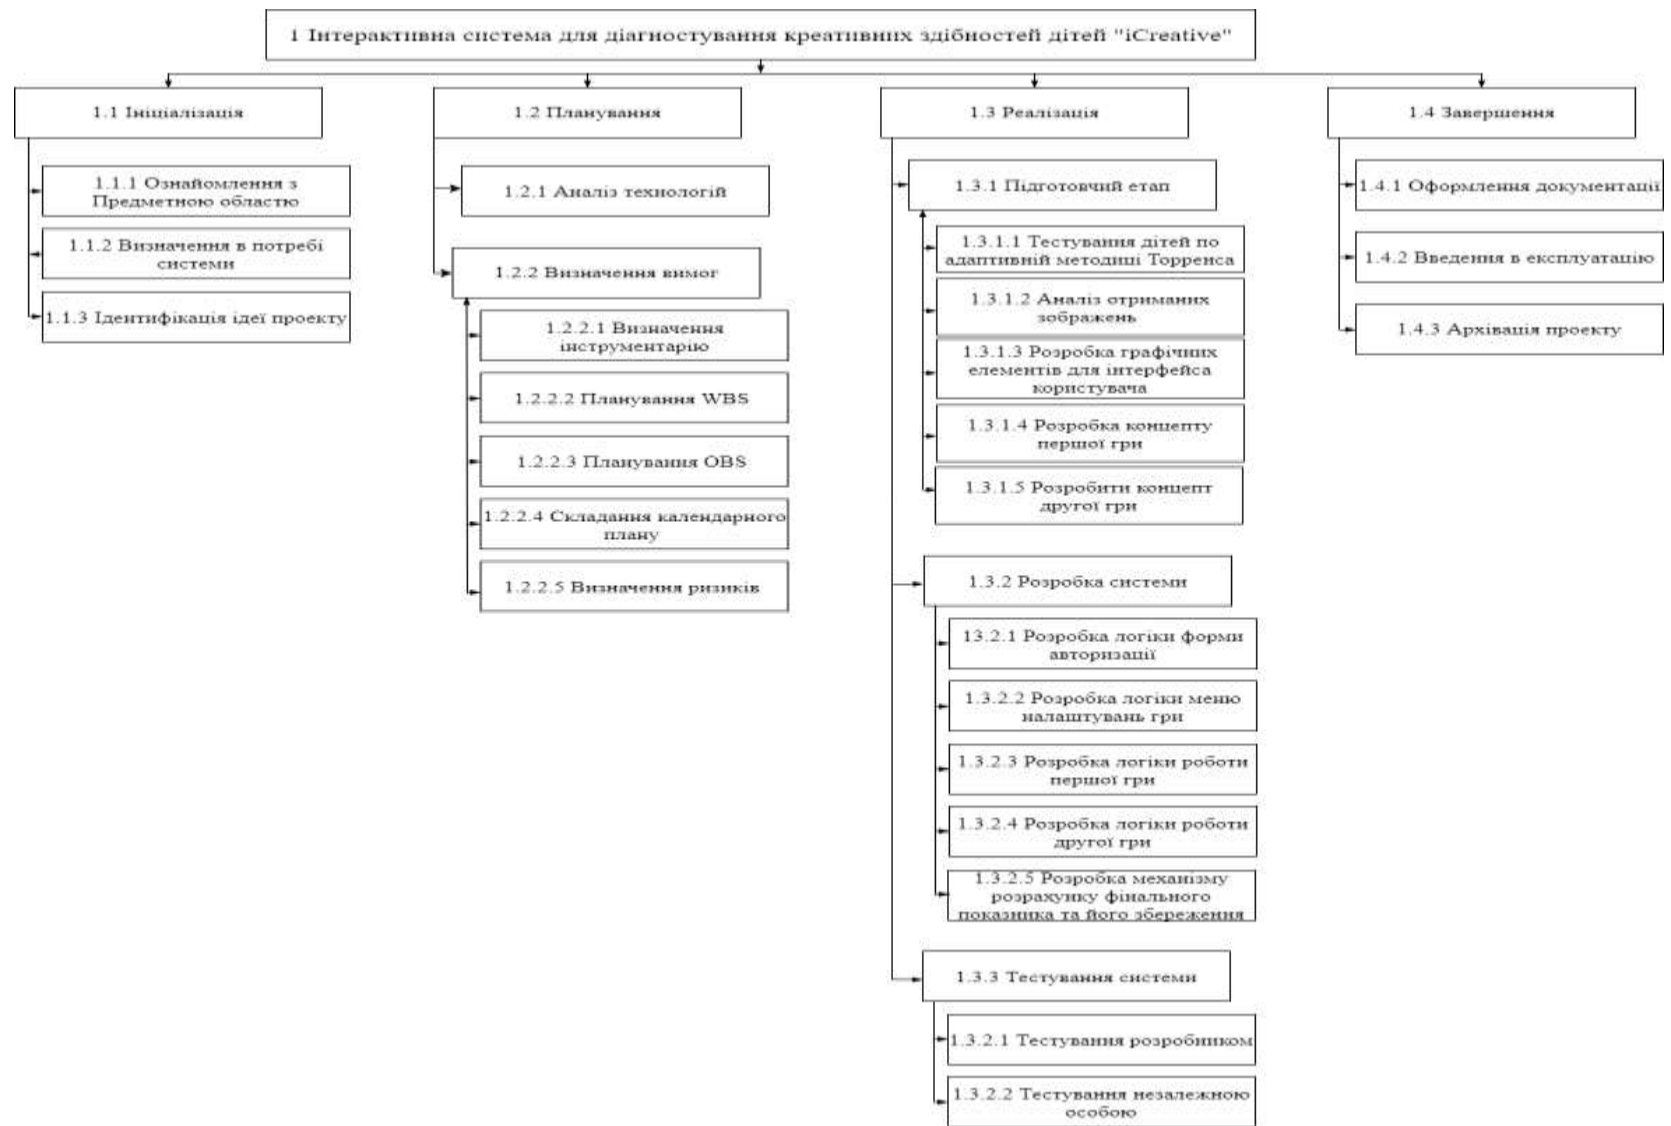 1 Інтерактивна система для діагностування креативних здібностей дітей "iCreative"
1.1 Ініціалізація
1.1.1 Ознайомлення з
Предметною областю
1.1.2 Визначення в потребі
системи
1.1.3 Ідентифікація ідеї проекту
1.2 Планування
1.2.1 Аналіз технологій
1.2.2 Визначення вимог
1.2.2.1 Визначення
інструментарію
1.2.2.2 Планування WBS
1.2.2.3 Планування OBS
1.2.2.4 Складання календарного
плану
1.2.2.5 Визначення ризиків
1.3 Реалізація
1.3.1 Підготовчий етап
1.3.1.1 Тестування дітей по
адаптивній методиці Торренса
1.3.1.2 Аналіз отриманих
зображень
1.3.1.3 Розробка графічних
елементів для інтерфейса
користувача
1.3.1.4 Розробка концепту
першої гри
1.3.1.5 Розробити концепт
другої гри
1.3.2 Розробка системи
13.2.1 Розробка логіки форми
авторизації
1.3.2.2 Розробка логіки меню
налаштувань гри
1.3.2.3 Розробка логіки роботи
першої гри
1.3.2.4 Розробка логіки роботи
другої гри
1.3.2.5 Розробка механізму
розрахунку фінального
показника та його збереження
1.3.3 Тестування системи
1.3.2.1 Тестування розробником
1.3.2.2 Тестування незалежною
особою
1.4 Завершення
1.4.1 Оформлення документації
1.4.2 Введення в експлуатацію
1.4.3 Архівація проекту